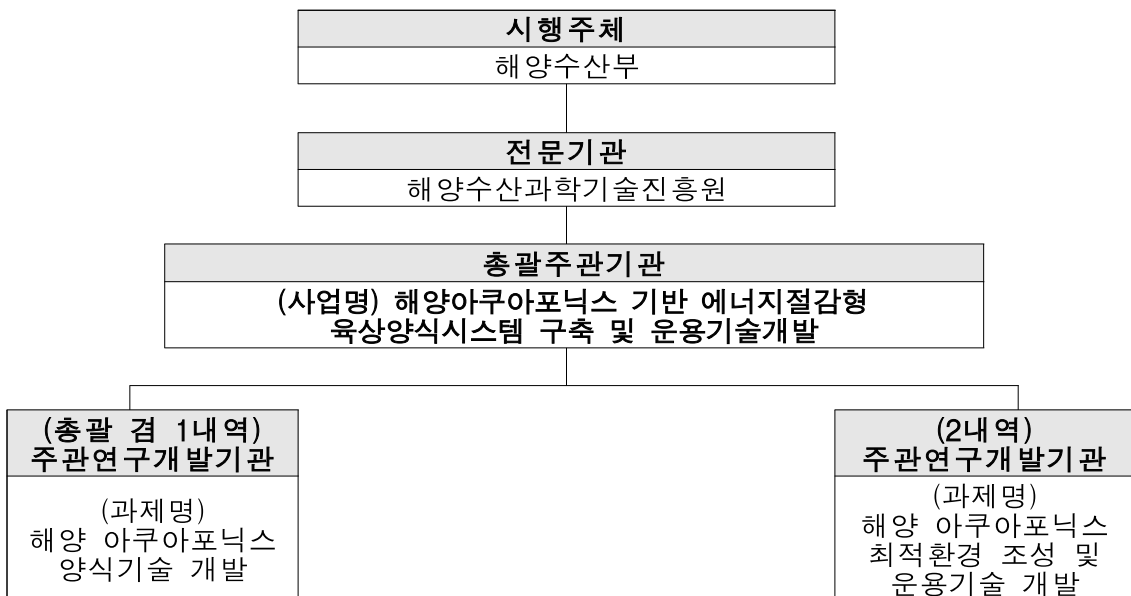 시행주체
해양수산부
전문기관
해양수산과학기술진흥원
총괄주관기관
(사업명) 해양아쿠아포닉스 기반 에너지절감형
육상양식시스템 구축 및 운용기술개발
(총괄 겸 1내역)
주관연구개발기관
(과제명)
해양 아쿠아포닉스
양식기술 개발
(2내역)
주관연구개발기관
(과제명)
해양 아쿠아포닉스
최적환경 조성 및
운용기술 개발